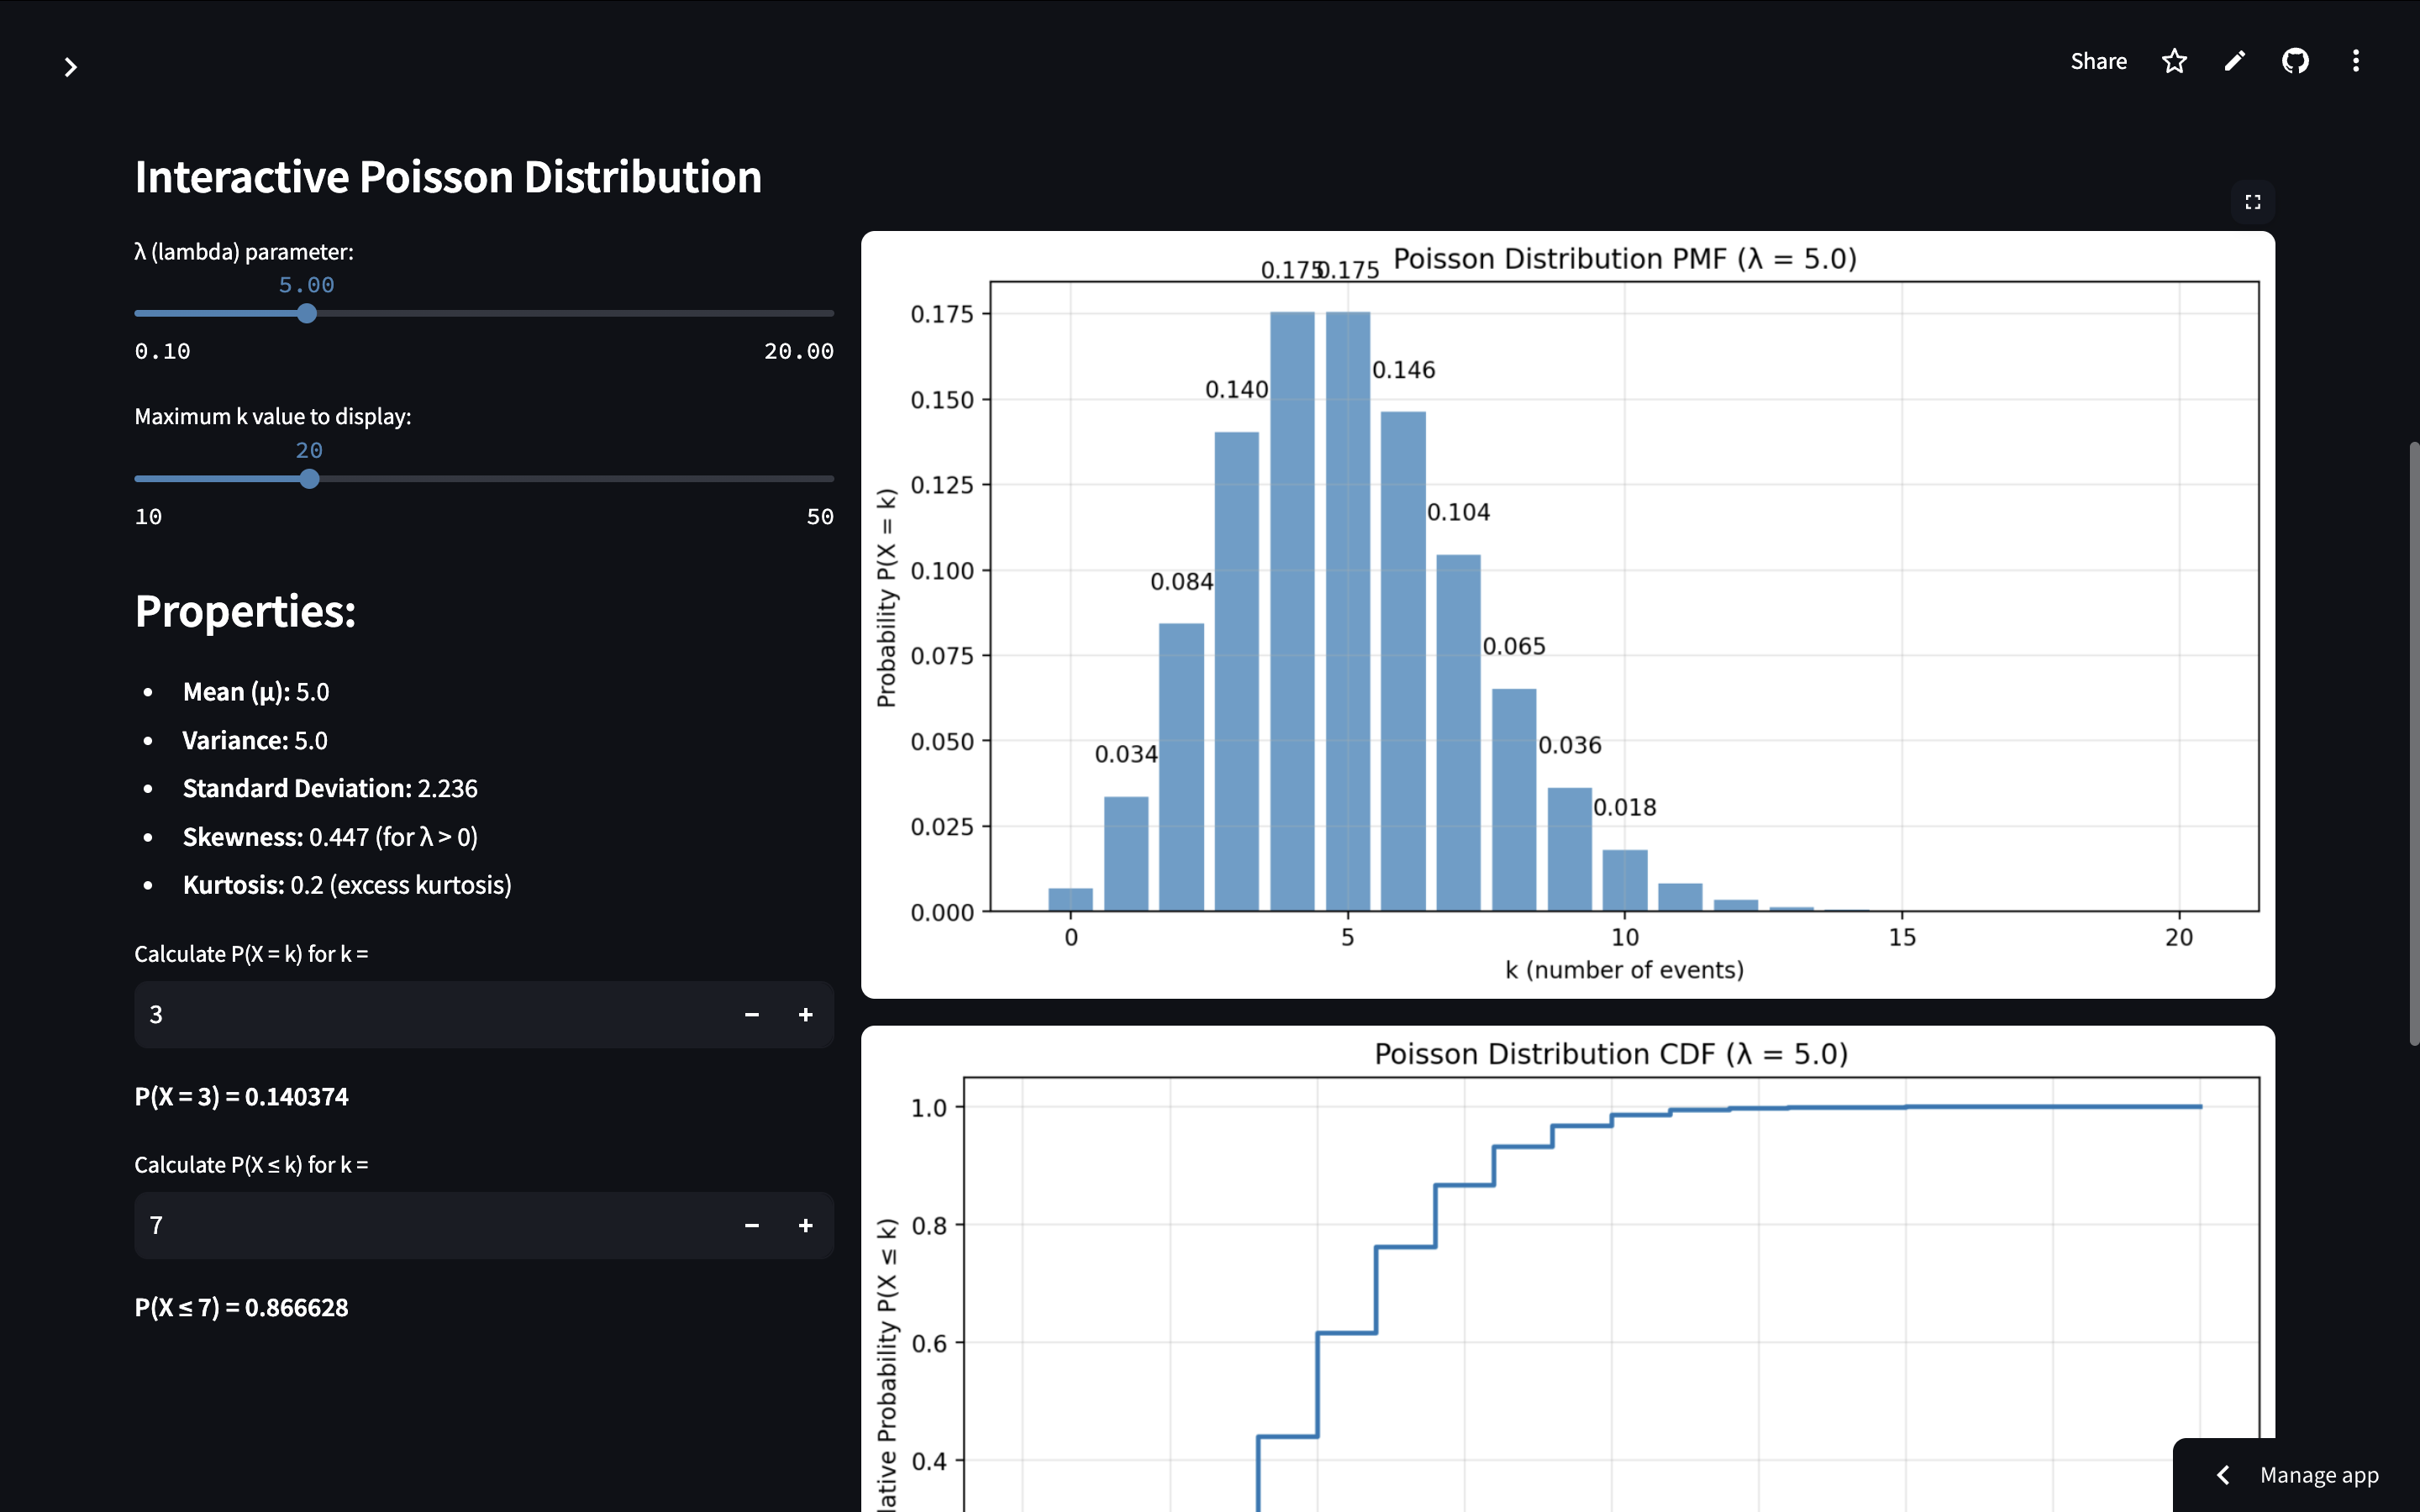 Share
Interactive Poisson Distribution
λ (lambda) parameter:
5.00
0.10 20.00
Maximum k value to display:
20
10 50
Properties:
• Mean (μ): 5.0
• Variance: 5.0
• Standard Deviation: 2.236
• Skewness: 0.447 (for λ > 0)
• Kurtosis: 0.2 (excess kurtosis)
Calculate P(X = k) for k =
3
P(X = 3) = 0.140374
Calculate P(X ≤ k) for k =
7
P(X ≤ 7) = 0.866628
Poisson Distribution PMF (λ = 5.0)
Probability P(X = k)
0.175
0.150
0.125
0.100
0.075
0.050
0.025
0.000
0.034
0.084
0.140
0.175
0.175
0.146
0.104
0.065
0.036
0.018
0 5 10 15 20
k (number of events)
Poisson Distribution CDF (λ = 5.0)
Probability P(X ≤ k)
1.0
0.8
0.6
0.4
Manage app